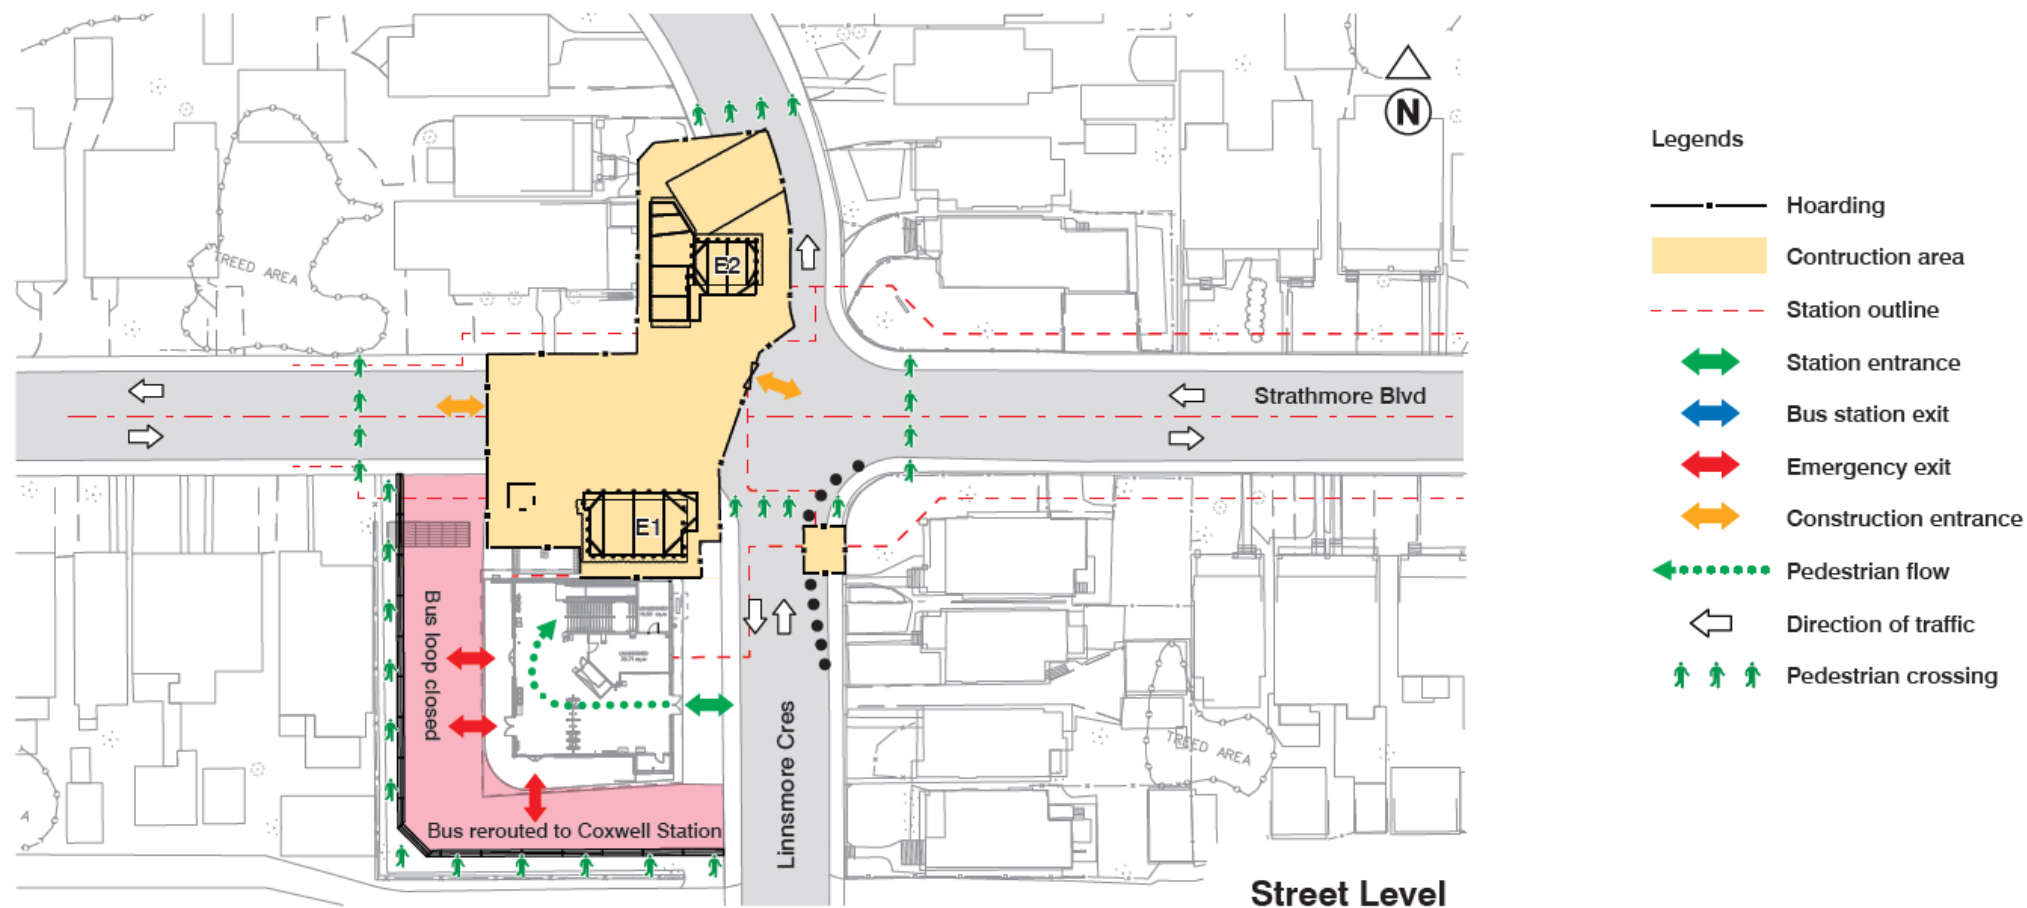 N
Legends
Hoarding
Contruction area
Station outline
Station entrance
Bus station exit
Emergency exit
Construction entrance
Pedestrian flow
Direction of traffic
Pedestrian crossing
TREED AREA
E2
Strathmore Blvd
E1
Bus loop closed
Linnsmore Cres
TREED AREA
A
Bus rerouted to Coxwell Station
Street Level